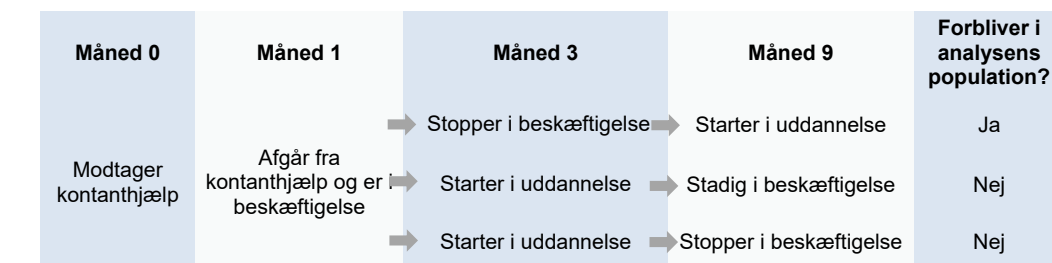 Måned 0
Måned 1
Måned 3
Måned 9
Forbliver i
analysens
population?
Modtager
kontanthjælp
Afgår fra
kontanthjælp og er i
beskæftigelse
Stopper i beskæftigelse
Starter i uddannelse
Ja
Starter i uddannelse
Stadig i beskæftigelse
Nej
Starter i uddannelse
Stopper i beskæftigelse
Nej